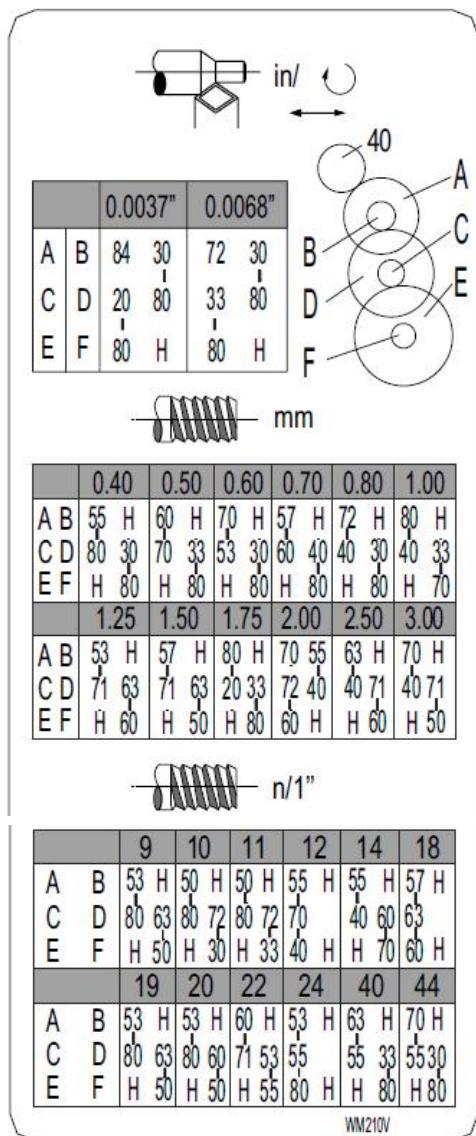 in/
40
A
B
C
D
E
F
0.0037" 0.0068"
A B 84 30 72 30
C D 20 80 33 80
E F 80 H 80 H
mm
0.40 0.50 0.60 0.70 0.80 1.00
A B 55 H 60 H 70 H 57 H 72 H 80 H
C D 80 30 70 33 53 30 60 40 40 30 40 33
E F H 80 H 80 H 80 H 80 H 80 H 70
1.25 1.50 1.75 2.00 2.50 3.00
A B 53 H 57 H 80 H 70 55 63 H 70 H
C D 71 63 71 63 20 33 72 40 40 71 40 71
E F H 60 H 50 H 80 60 H H 60 H 50
n/1"
9 10 11 12 14 18
A B 53 H 50 H 50 H 55 H 55 H 57 H
C D 80 63 80 72 80 72 70 40 60 63
E F H 50 H 30 H 33 40 H H 70 60 H
19 20 22 24 40 44
A B 53 H 53 H 60 H 53 H 63 H 70 H
C D 80 63 80 60 71 53 55 55 33 55 30
E F H 50 H 50 H 55 80 H H 80 H 80
WM210V